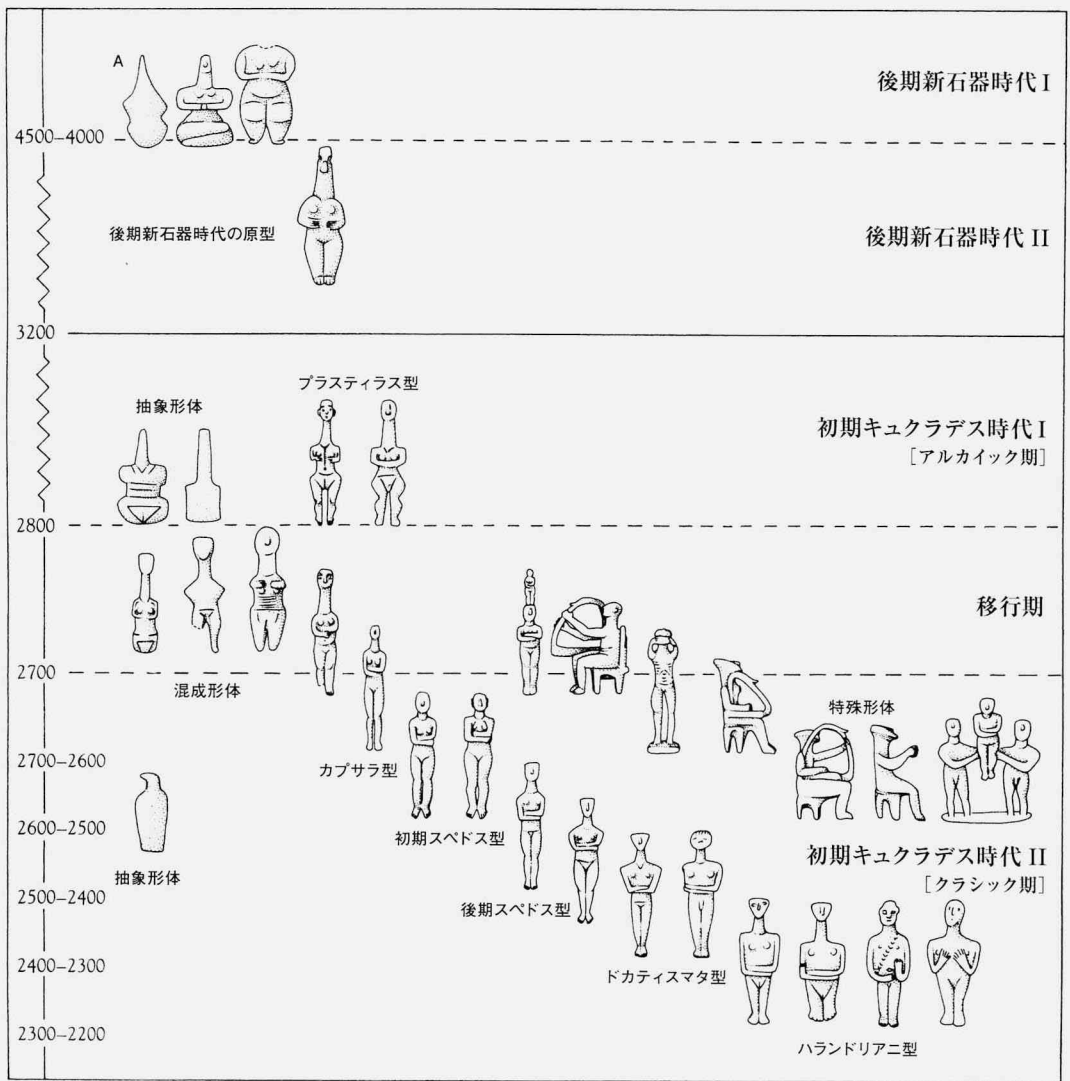 A
後期新石器時代 I
4500–4000
後期新石器時代の原型
後期新石器時代 II
3200
プラスティラス型
抽象形体
初期キュクラデス時代 I
［アルカイック期］
2800
移行期
2700
混成形体
特殊形体
2700–2600
カプサラ型
2600–2500
初期スペドス型
初期キュクラデス時代 II
抽象形体
［クラシック期］
2500–2400
後期スペドス型
2400–2300
ドカティスマタ型
2300–2200
ハランドリアニ型